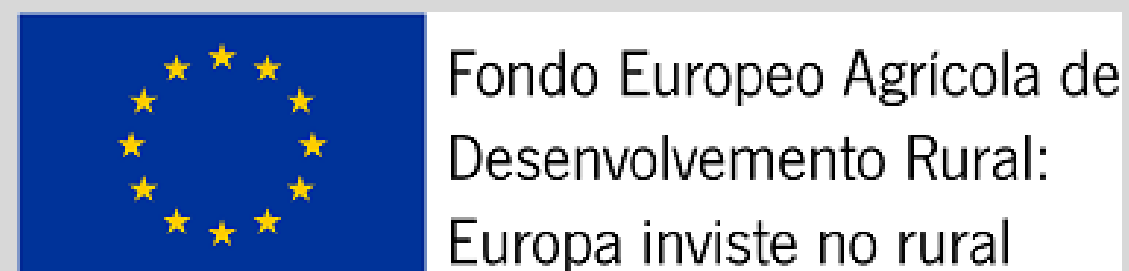 Fondo Europeo Agrícola de
Desenvolvemento Rural:
Europa inviste no rural